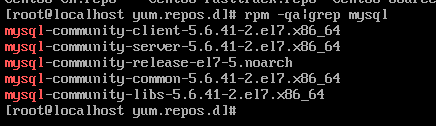 [root@localhost yum.repos.d]# rpm -qa|grep mysql
mysql-community-client-5.6.41-2.el7.x86_64
mysql-community-server-5.6.41-2.el7.x86_64
mysql-community-release-el7-5.noarch
mysql-community-common-5.6.41-2.el7.x86_64
mysql-community-libs-5.6.41-2.el7.x86_64
[root@localhost yum.repos.d]#